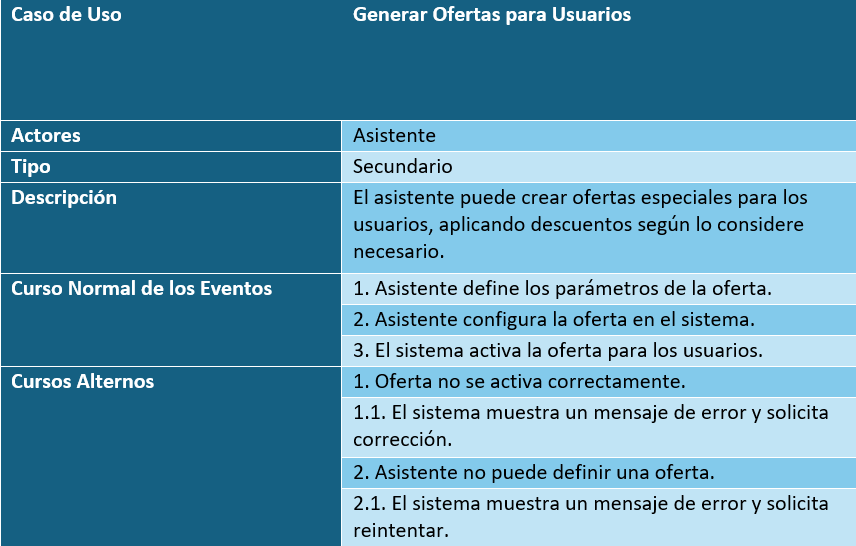 Caso de Uso
Generar Ofertas para Usuarios
Actores
Asistente
Tipo
Secundario
Descripción
El asistente puede crear ofertas especiales para los
usuarios, aplicando descuentos según lo considere
necesario.
Curso Normal de los Eventos
1. Asistente define los parámetros de la oferta.
2. Asistente configura la oferta en el sistema.
3. El sistema activa la oferta para los usuarios.
Cursos Alternos
1. Oferta no se activa correctamente.
1.1. El sistema muestra un mensaje de error y solicita
corrección.
2. Asistente no puede definir una oferta.
2.1. El sistema muestra un mensaje de error y solicita
reintentar.